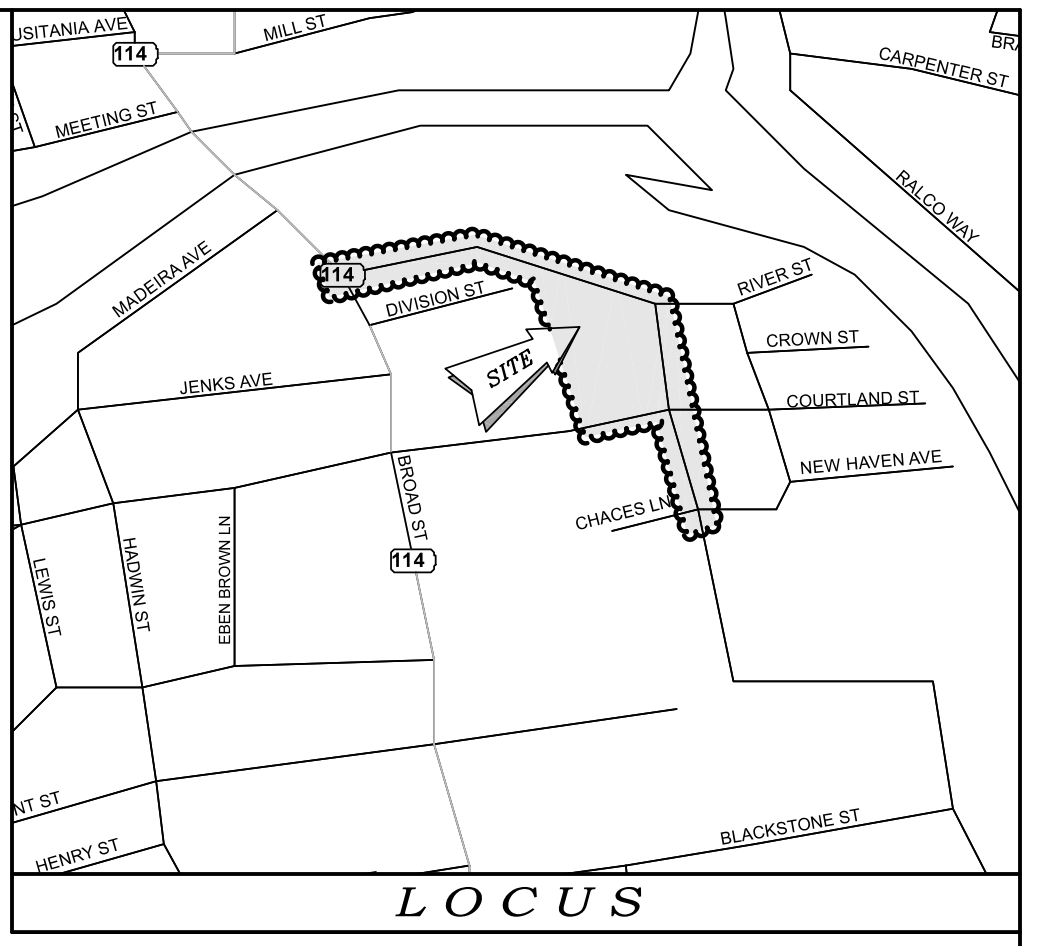 USITANIA AVE
MILL ST
114
BRA
CARPENTER ST
MEETING ST
ST
RALCO WAY
MADEIRA AVE
114
RIVER ST
DIVISION ST
CROWN ST
SITE
JENKS AVE
COURTLAND ST
BROAD ST
NEW HAVEN AVE
CHACES LN
114
LEWIS ST
HADWIN ST
EBEN BROWN LN
NT ST
BLACKSTONE ST
HENRY ST
LOCUS